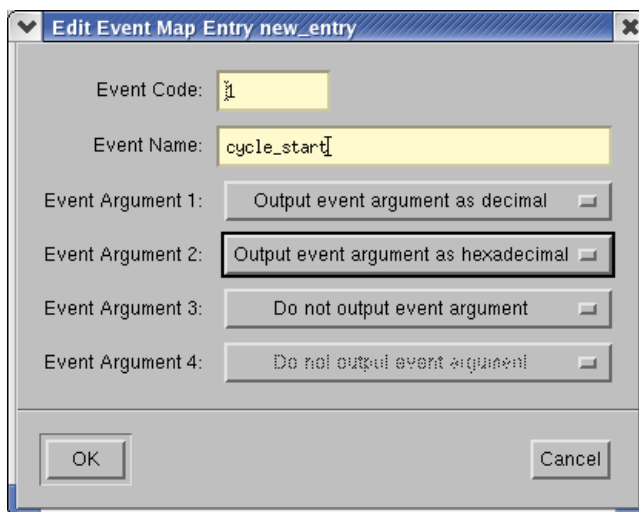 Edit Event Map Entry new_entry
Event Code: 1
Event Name: cycle_start
Event Argument 1: Output event argument as decimal
Event Argument 2: Output event argument as hexadecimal
Event Argument 3: Do not output event argument
Event Argument 4: Do not output event argument
OK Cancel